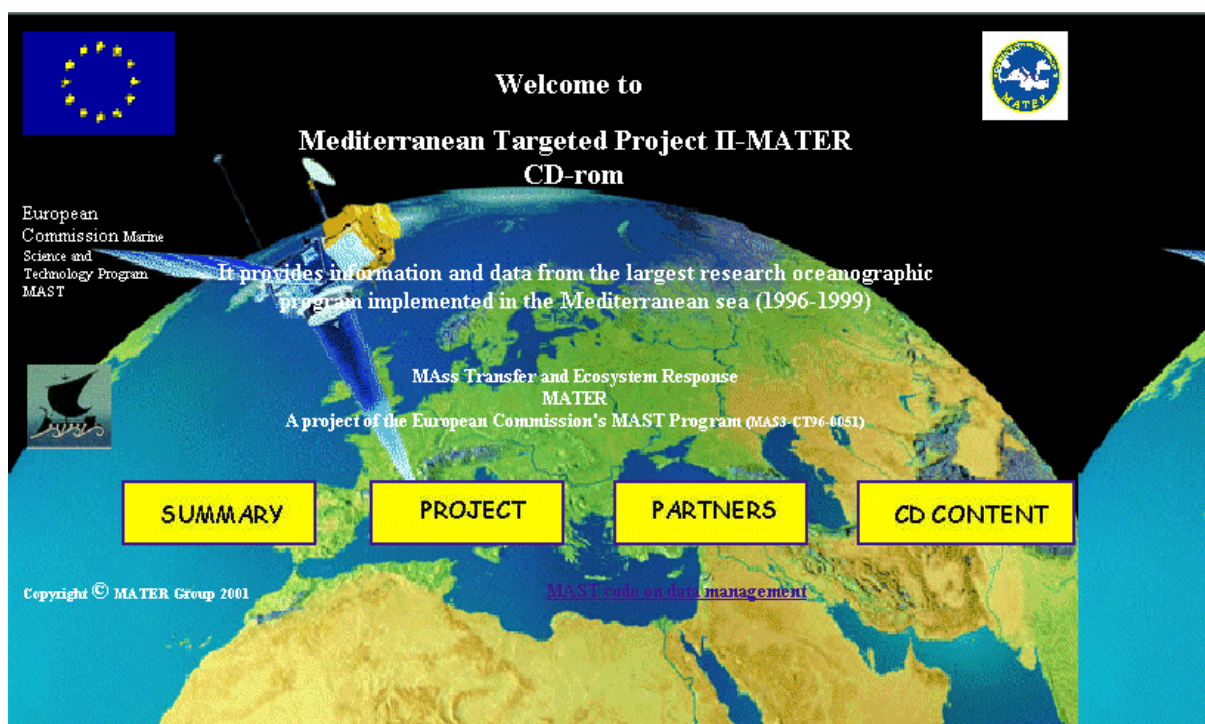 Welcome to
Mediterranean Targeted Project II-MATER
CD-rom
MATER
European
Commission Marine
Science and
Technology Program
MAST
It provides information and data from the largest research oceanographic
program implemented in the Mediterranean sea (1996-1999)
MAss Transfer and Ecosystem Response
MATER
A project of the European Commission's MAST Program (MAS3-CT96-0051)
SUMMARY
PROJECT
PARTNERS
CD CONTENT
Copyright © MATER Group 2001
MAST code on data management